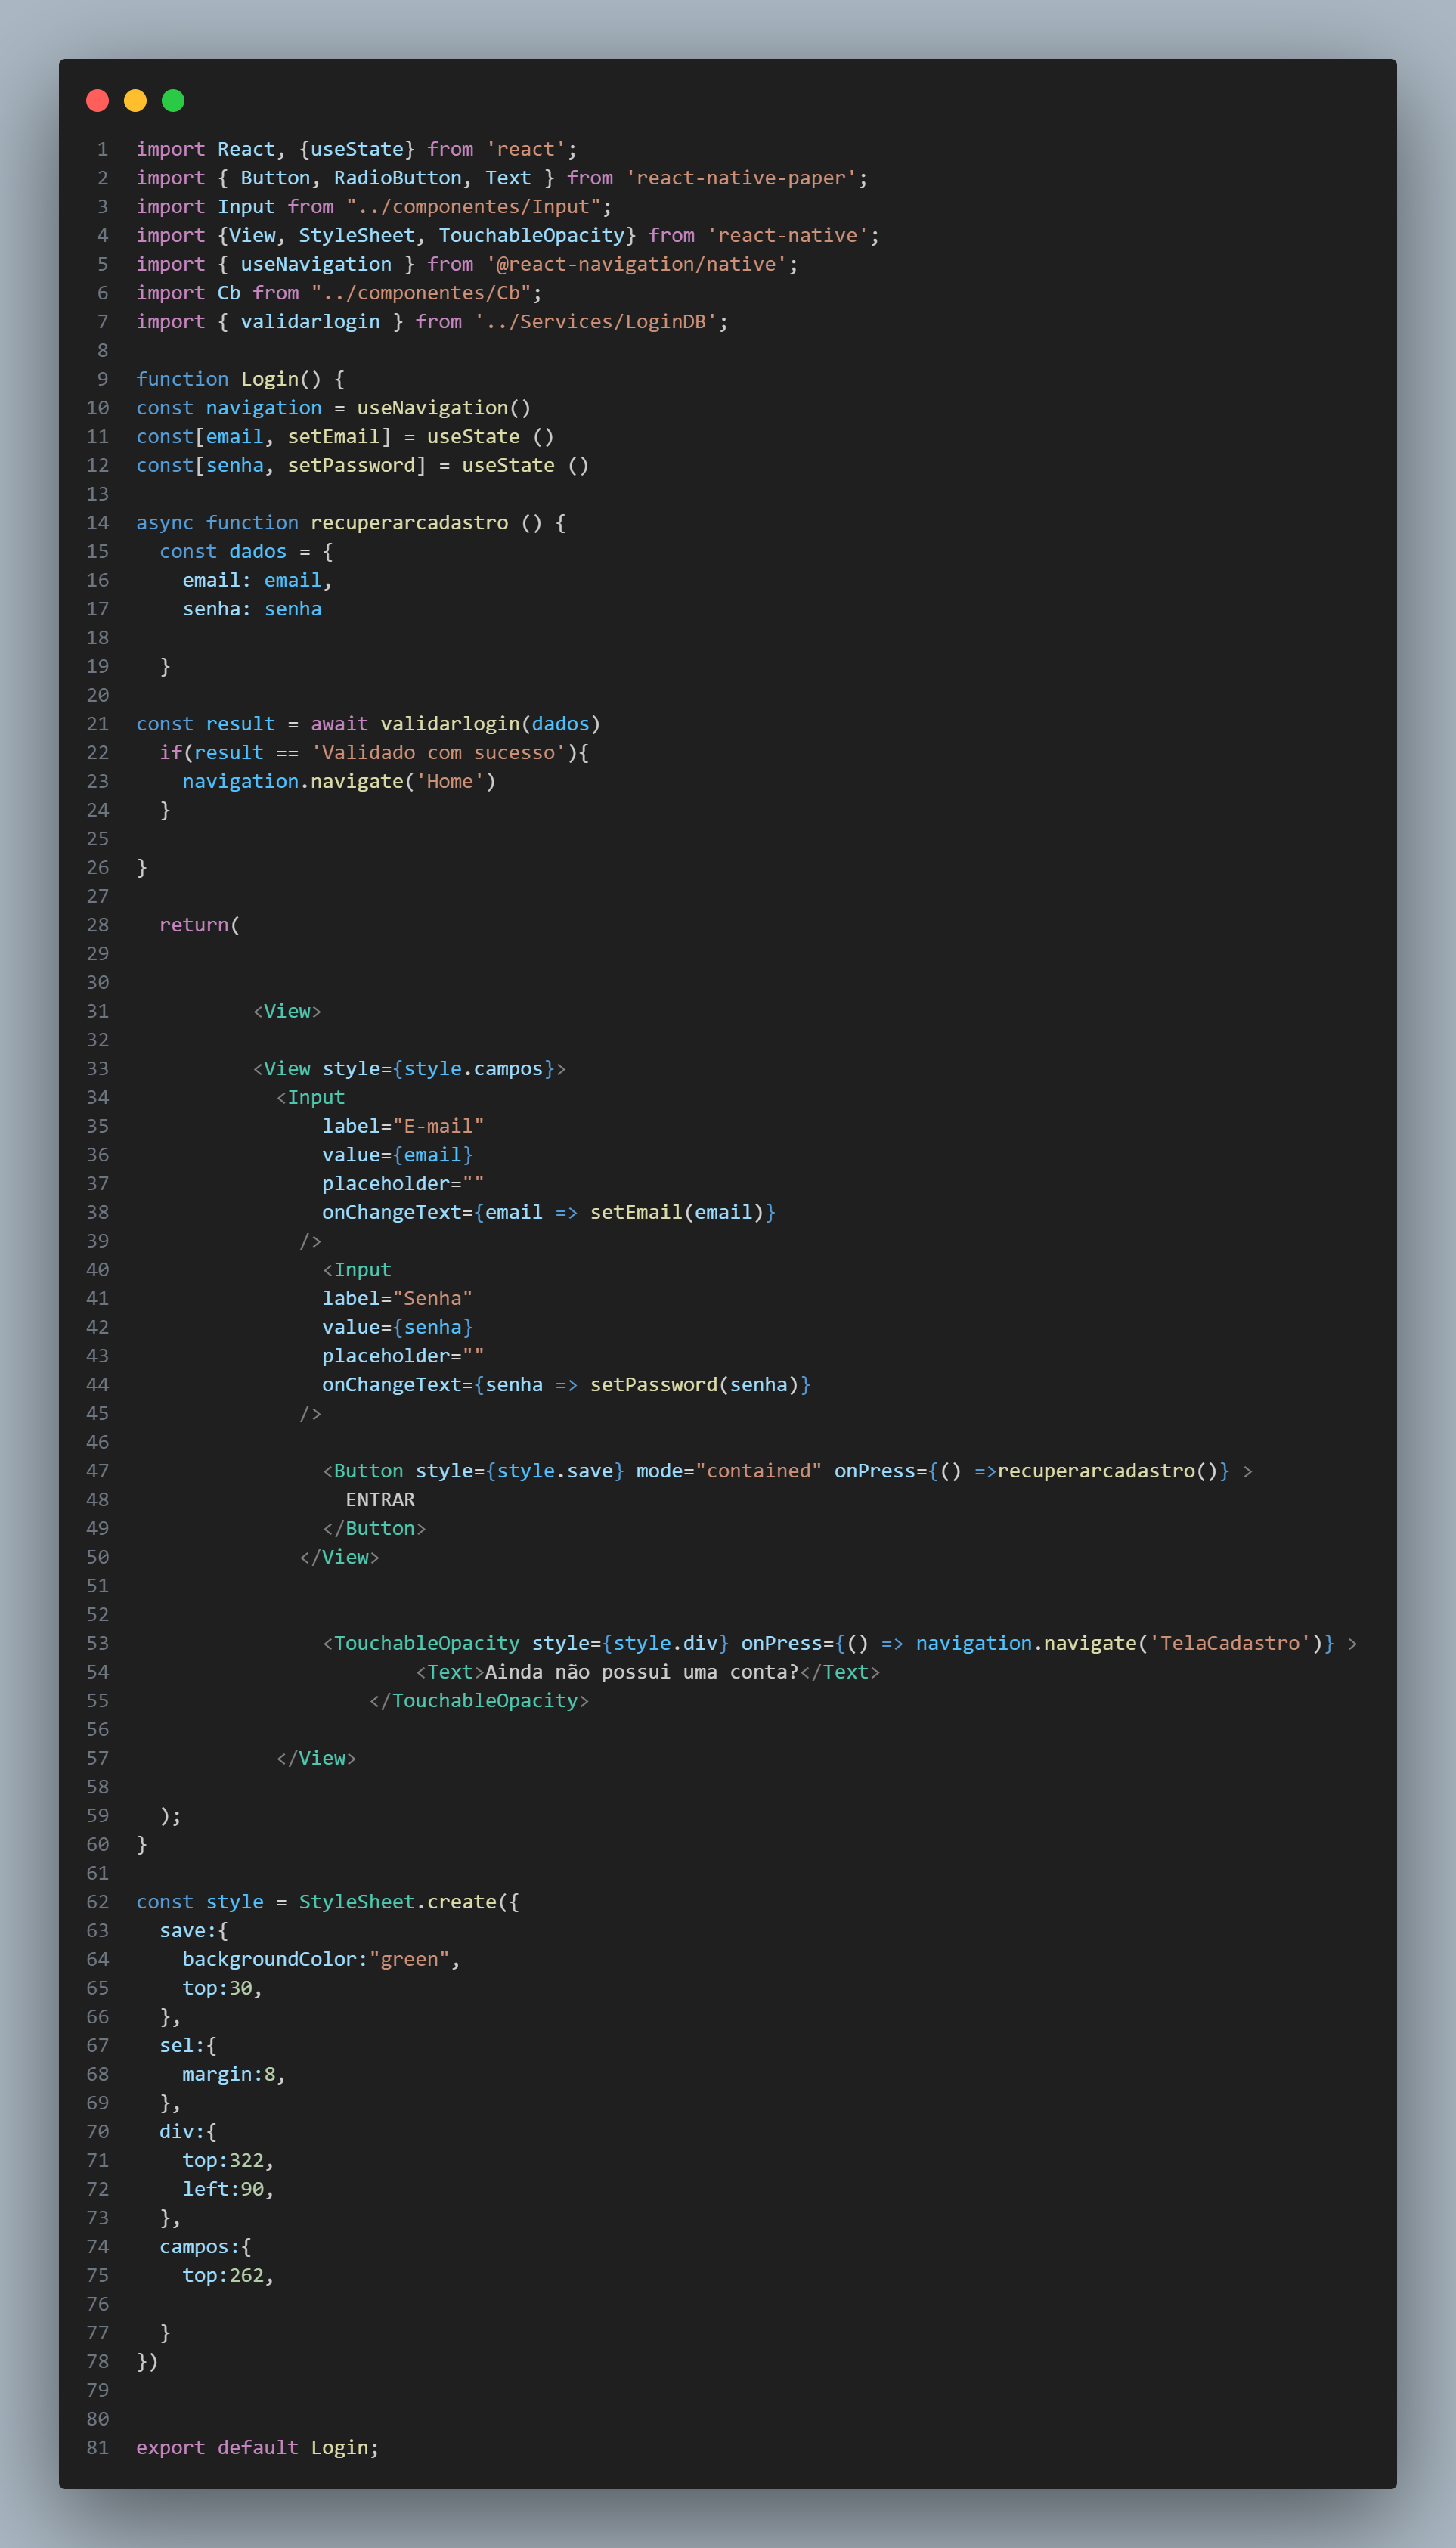 1 import React, {useState} from 'react';
2 import { Button, RadioButton, Text } from 'react-native-paper';
3 import Input from "../componentes/Input";
4 import {View, StyleSheet, TouchableOpacity} from 'react-native';
5 import { useNavigation } from '@react-navigation/native';
6 import Cb from "../componentes/Cb";
7 import { validarlogin } from '../Services/LoginDB';
8
9 function Login() {
10 const navigation = useNavigation()
11 const[email, setEmail] = useState ()
12 const[senha, setPassword] = useState ()
13
14 async function recuperarcadastro () {
15   const dados = {
16     email: email,
17     senha: senha
18
19   }
20
21 const result = await validarlogin(dados)
22   if(result == 'Validado com sucesso'){
23     navigation.navigate('Home')
24   }
25
26 }
27
28   return(
29
30
31           <View>
32
33           <View style={style.campos}>
34             <Input
35                 label="E-mail"
36                 value={email}
37                 placeholder=""
38                 onChangeText={email => setEmail(email)}
39               />
40                 <Input
41                 label="Senha"
42                 value={senha}
43                 placeholder=""
44                 onChangeText={senha => setPassword(senha)}
45               />
46
47                 <Button style={style.save} mode="contained" onPress={() =>recuperarcadastro()} >
48                   ENTRAR
49                 </Button>
50               </View>
51
52
53                 <TouchableOpacity style={style.div} onPress={() => navigation.navigate('TelaCadastro')} >
54                         <Text>Ainda não possui uma conta?</Text>
55                     </TouchableOpacity>
56
57             </View>
58
59   );
60 }
61
62 const style = StyleSheet.create({
63   save:{
64     backgroundColor:"green",
65     top:30,
66   },
67   sel:{
68     margin:8,
69   },
70   div:{
71     top:322,
72     left:90,
73   },
74   campos:{
75     top:262,
76
77   }
78 })
79
80
81 export default Login;